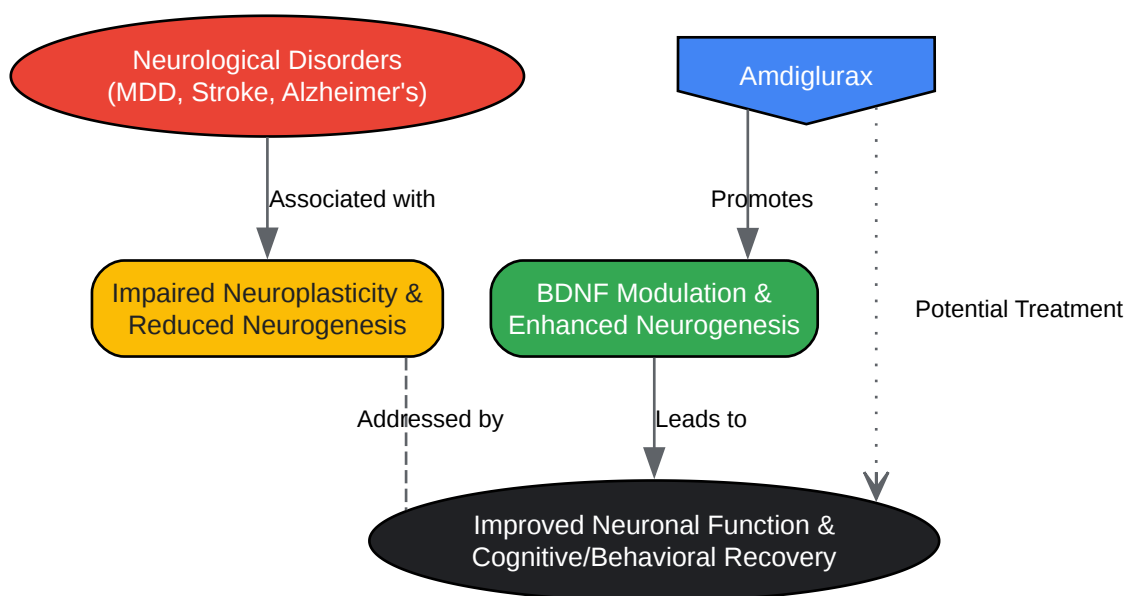 Neurological Disorders
(MDD, Stroke, Alzheimer's)
Amdiglurax
Associated with
Promotes
Impaired Neuroplasticity &
Reduced Neurogenesis
BDNF Modulation &
Enhanced Neurogenesis
Potential Treatment
Addressed by
Leads to
Improved Neuronal Function &
Cognitive/Behavioral Recovery